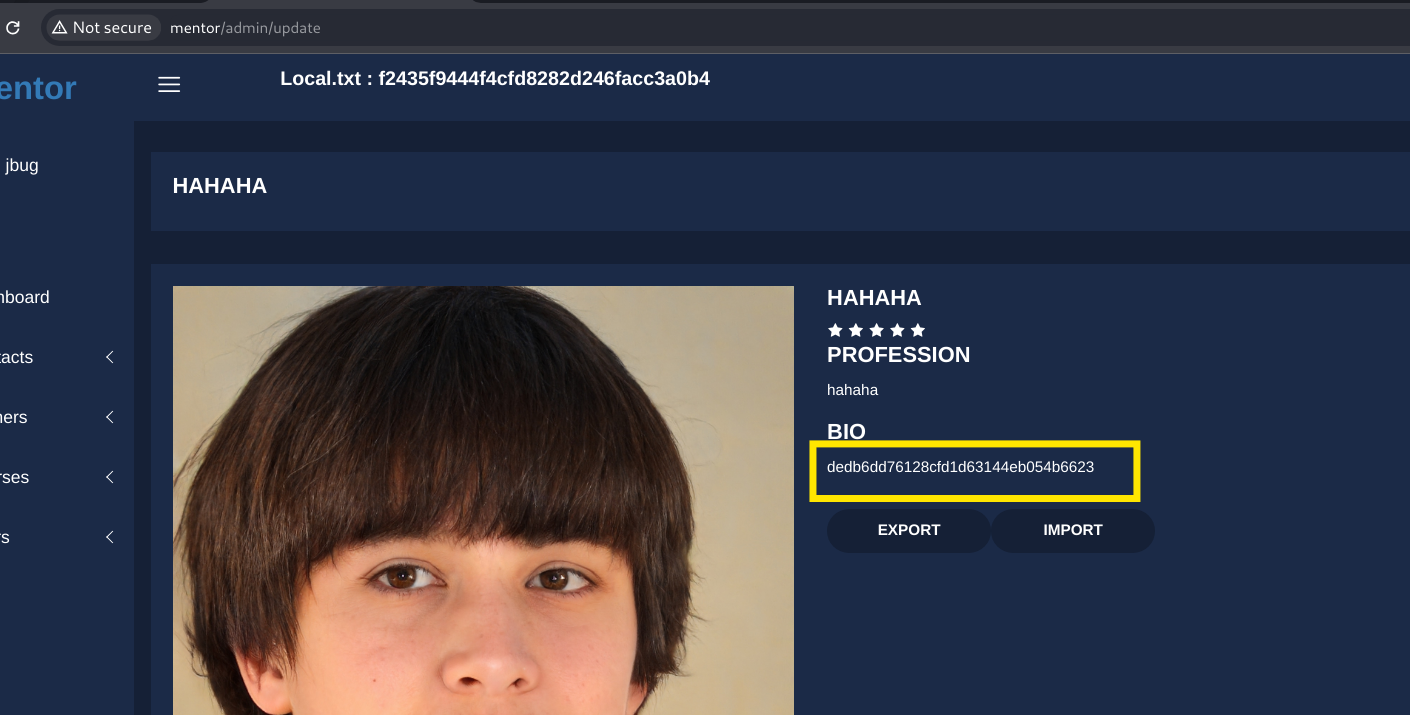 Not secure mentor/admin/update
entor
Local.txt : f2435f9444f4cfd8282d246facc3a0b4
jbug
HAHAHA
nboard
tacts
ners
rses
rs
HAHAHA
PROFESSION
hahaha
BIO
dedb6dd76128cfd1d63144eb054b6623
EXPORT IMPORT